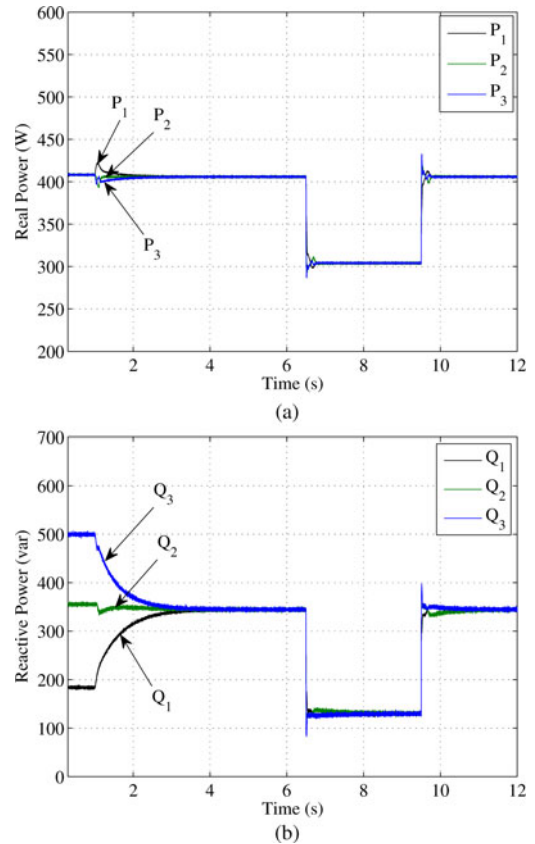 600
550
500
450
400
350
300
250
200
Real Power (W)
P1
P2
P3
P1
P2
P3
2 4 6 8 10 12
Time (s)
(a)
700
600
500
400
300
200
100
0
Reactive Power (var)
Q3
Q2
Q1
Q1
Q2
Q3
2 4 6 8 10 12
Time (s)
(b)